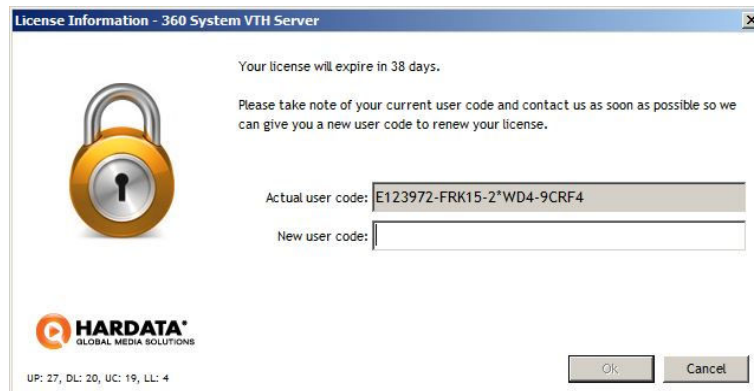 License Information - 360 System VTH Server
Your license will expire in 38 days.
Please take note of your current user code and contact us as soon as possible so we
can give you a new user code to renew your license.
Actual user code: E123972-FRK15-2*WD4-9CRF4
New user code:
HARDATA
GLOBAL MEDIA SOLUTIONS
UP: 27, DL: 20, UC: 19, LL: 4
Ok
Cancel